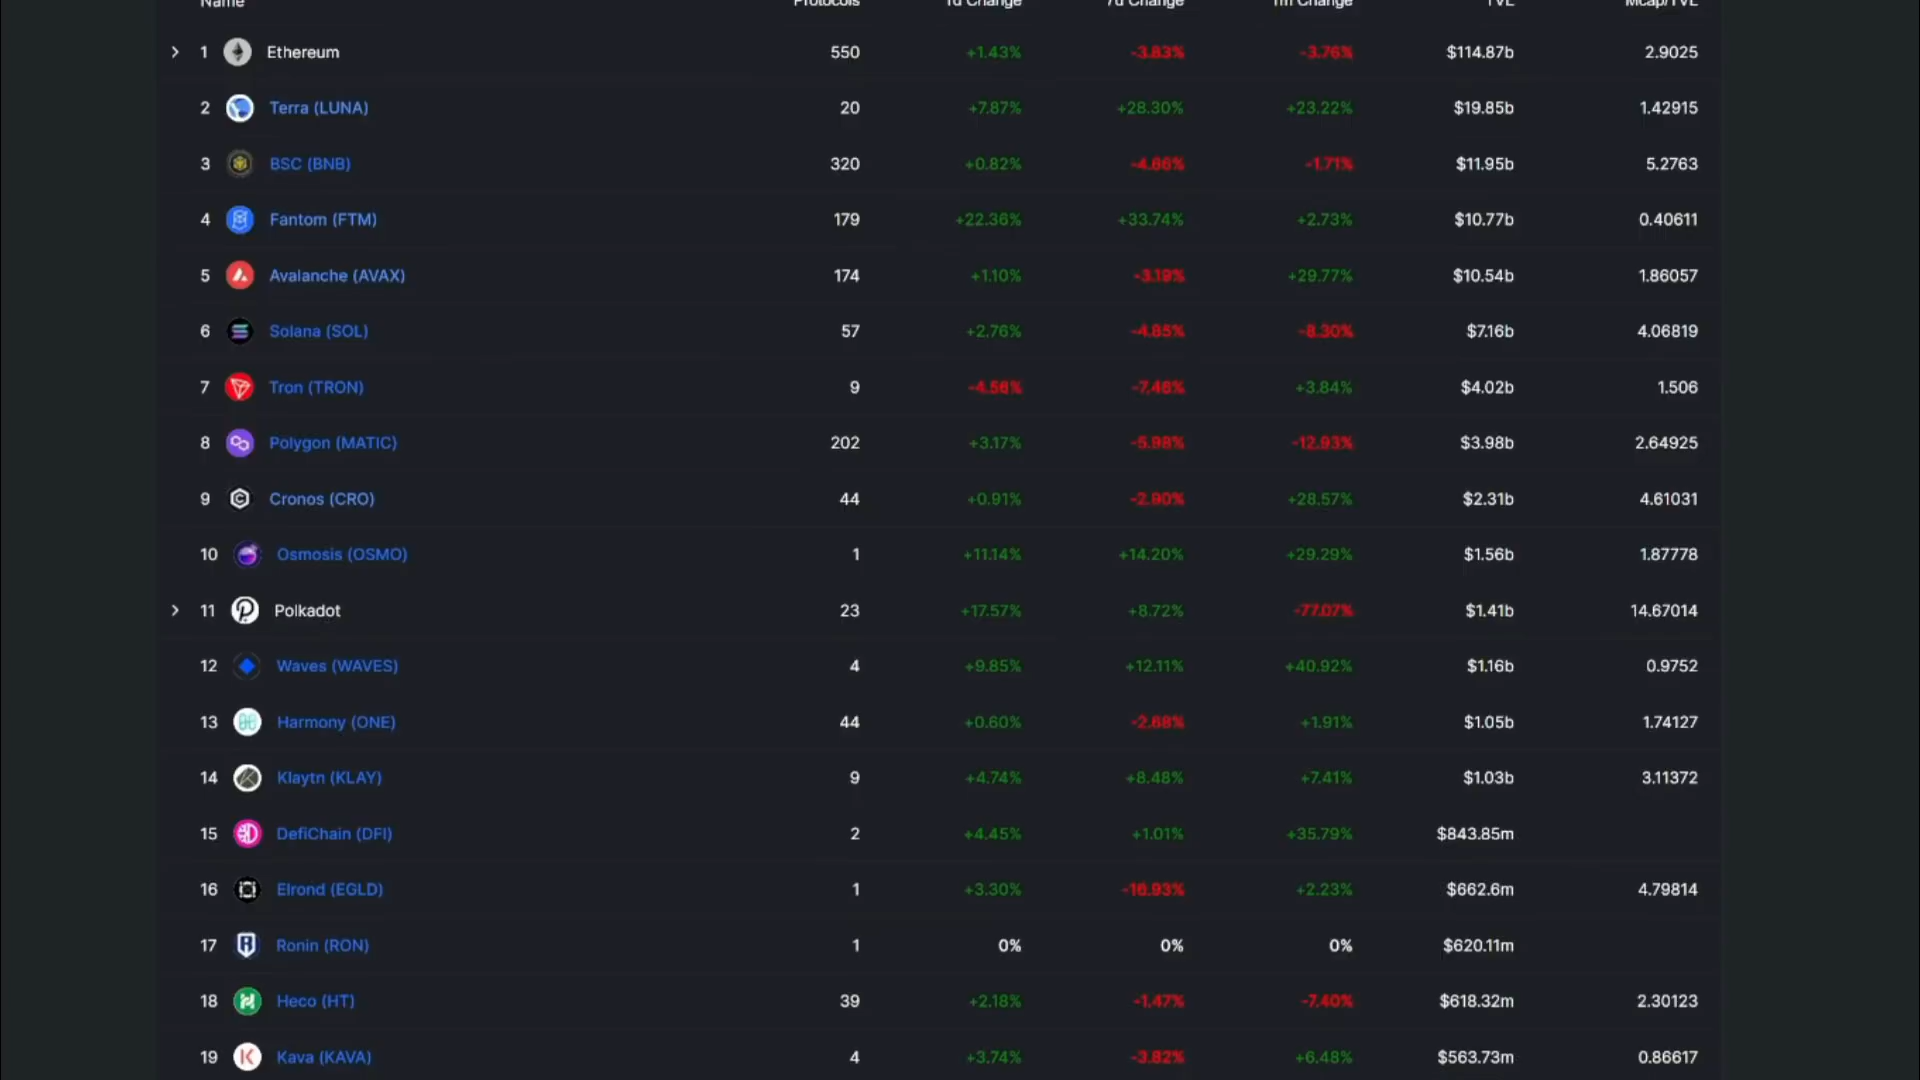 Name Protocols 1d Change 7d Change 1m Change TVL Mcap/TVL
1 Ethereum 550 +1.43% -3.83% -3.76% $114.87b 2.9025
2 Terra (LUNA) 20 +7.87% +28.30% +23.22% $19.85b 1.42915
3 BSC (BNB) 320 +0.82% -4.66% -1.71% $11.95b 5.2763
4 Fantom (FTM) 179 +22.36% +33.74% +2.73% $10.77b 0.40611
5 Avalanche (AVAX) 174 +1.10% -3.19% +29.77% $10.54b 1.86057
6 Solana (SOL) 57 +2.76% -4.85% -8.30% $7.16b 4.06819
7 Tron (TRON) 9 -4.56% -7.46% +3.84% $4.02b 1.506
8 Polygon (MATIC) 202 +3.17% -5.98% -12.93% $3.98b 2.64925
9 Cronos (CRO) 44 +0.91% -2.90% +28.57% $2.31b 4.61031
10 Osmosis (OSMO) 1 +11.14% +14.20% +29.29% $1.56b 1.87778
11 Polkadot 23 +17.57% +8.72% -77.07% $1.41b 14.67014
12 Waves (WAVES) 4 +9.85% +12.11% +40.92% $1.16b 0.9752
13 Harmony (ONE) 44 +0.60% -2.68% +1.91% $1.05b 1.74127
14 Klaytn (KLAY) 9 +4.74% +8.48% +7.41% $1.03b 3.11372
15 DefiChain (DFI) 2 +4.45% +1.01% +35.79% $843.85m
16 Elrond (EGLD) 1 +3.30% -16.93% +2.23% $662.6m 4.79814
17 Ronin (RON) 1 0% 0% 0% $620.11m
18 Heco (HT) 39 +2.18% -1.47% -7.40% $618.32m 2.30123
19 Kava (KAVA) 4 +3.74% -3.82% +6.48% $563.73m 0.86617